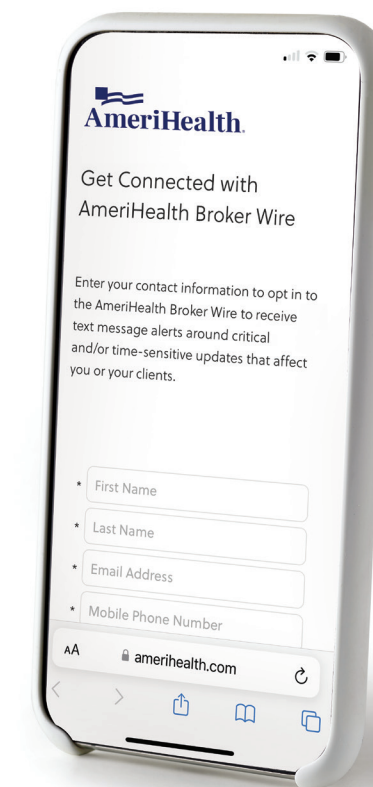 AmeriHealth.
Get Connected with
AmeriHealth Broker Wire
Enter your contact information to opt in to
the AmeriHealth Broker Wire to receive
text message alerts around critical
and/or time-sensitive updates that affect
you or your clients.
* First Name
* Last Name
* Email Address
* Mobile Phone Number
AA amerihealth.com